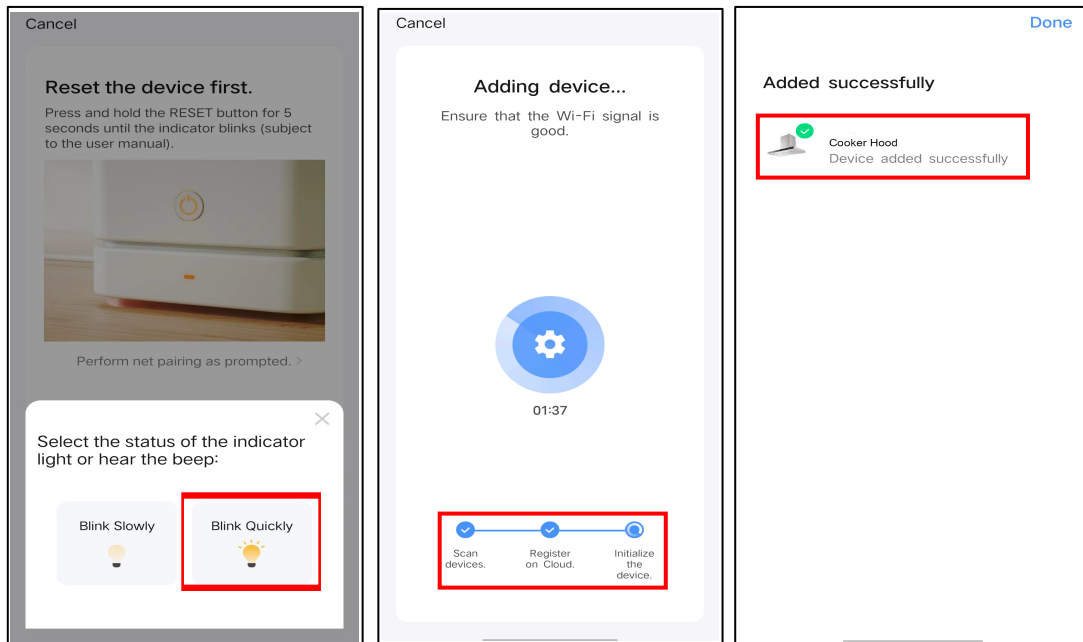 Cancel
Reset the device first.
Press and hold the RESET button for 5
seconds until the indicator blinks (subject
to the user manual).
Perform net pairing as prompted. >
Select the status of the indicator
light or hear the beep:
Blink Slowly
Blink Quickly
Cancel
Adding device...
Ensure that the Wi-Fi signal is
good.
01:37
Scan
devices.
Register
on Cloud.
Initialize
the
device.
Done
Added successfully
Cooker Hood
Device added successfully